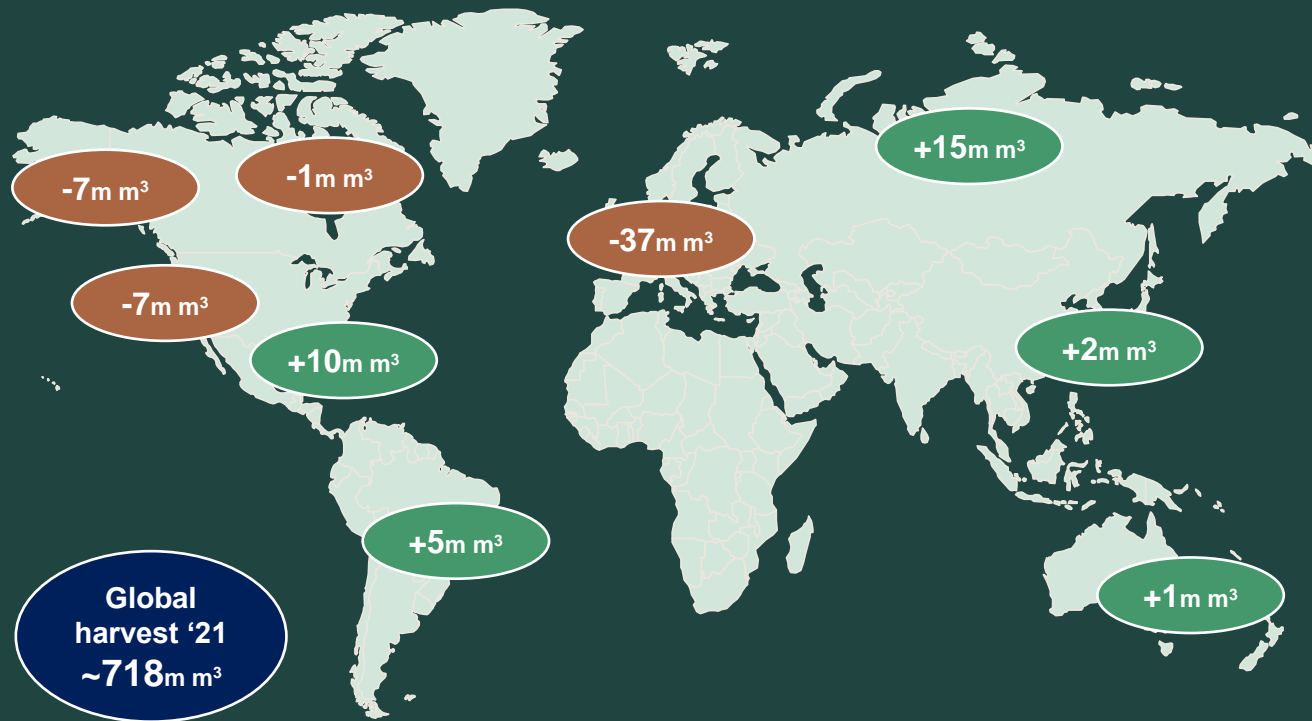 +15m m³
-1m m³
-7m m³
-37m m³
-7m m³
+2m m³
+10m m³
+5m m³
+1m m³
Global
harvest ‘21
~718m m³